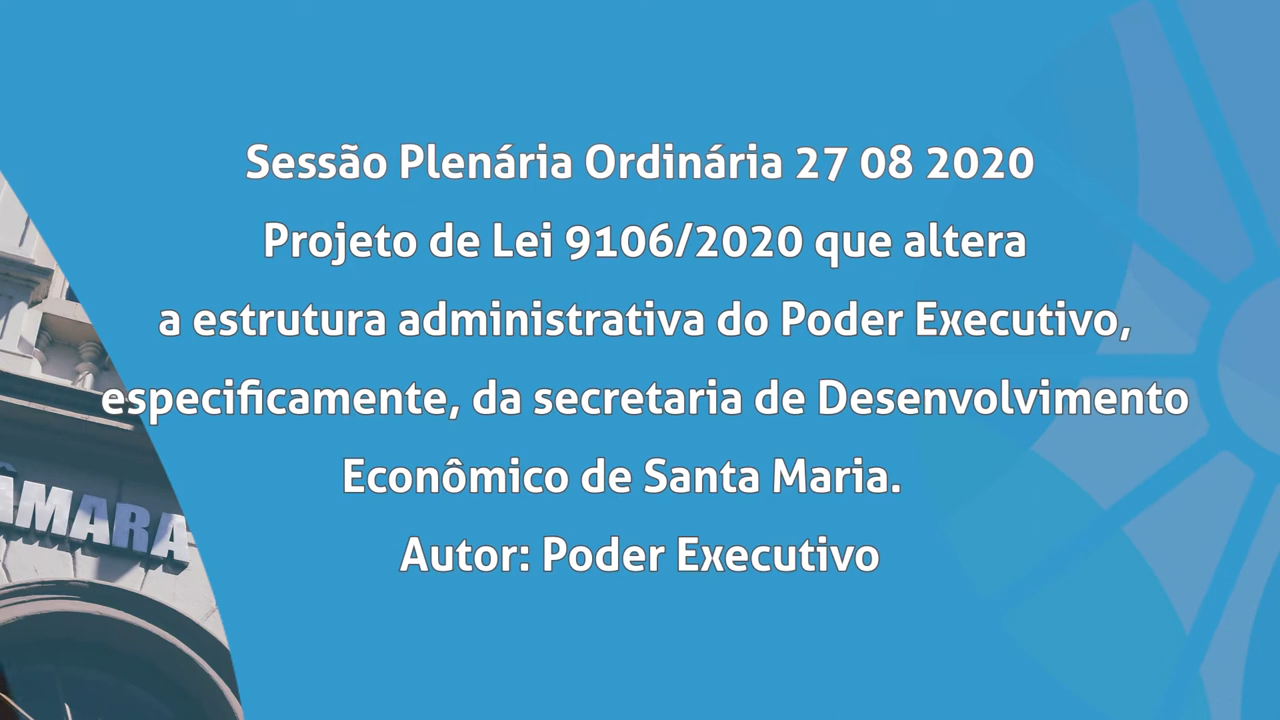 Sessão Plenária Ordinária 27 08 2020
Projeto de Lei 9106/2020 que altera
a estrutura administrativa do Poder Executivo,
especificamente, da secretaria de Desenvolvimento
Econômico de Santa Maria.
Autor: Poder Executivo
CÂMARA